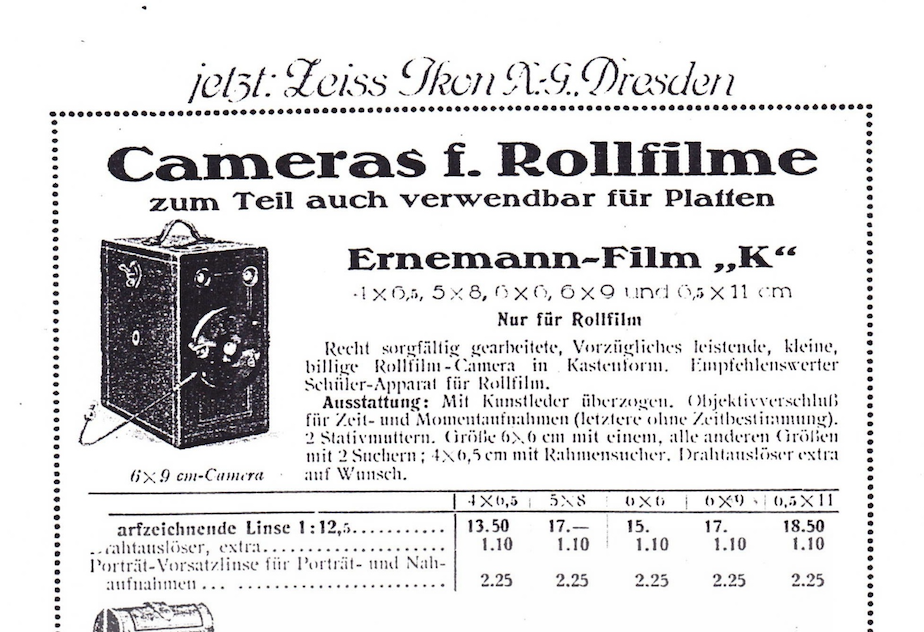 jetzt: Zeiss Ikon A.-G., Dresden
Cameras f. Rollfilme
zum Teil auch verwendbar für Platten
Ernemann-Film „K“
4×6,5, 5×8, 6×6, 6×9 und 6,5×11 cm
Nur für Rollfilm
Recht sorgfältig gearbeitete, Vorzügliches leistende, kleine,
billige Rollfilm-Camera in Kastenform. Empfehlenswerter
Schüler-Apparat für Rollfilm.
Ausstattung: Mit Kunstleder überzogen. Objektivverschluß
für Zeit- und Momentaufnahmen (letztere ohne Zeitbestimmung).
2 Stativmuttern. Größe 6×6 cm mit einem, alle anderen Größen
mit 2 Suchern; 4×6,5 cm mit Rahmensucher. Drahtauslöser extra
auf Wunsch.
6×9 cm-Camera
4×6,5 5×8 6×6 6×9 6,5×11
arfzeichnende Linse 1:12,5........... 13.50 17.— 15. 17. 18.50
rahtauslöser, extra...................... 1.10 1.10 1.10 1.10 1.10
Porträt-Vorsatzlinse für Porträt- und Nah-
aufnahmen ... ...................... 2.25 2.25 2.25 2.25 2.25